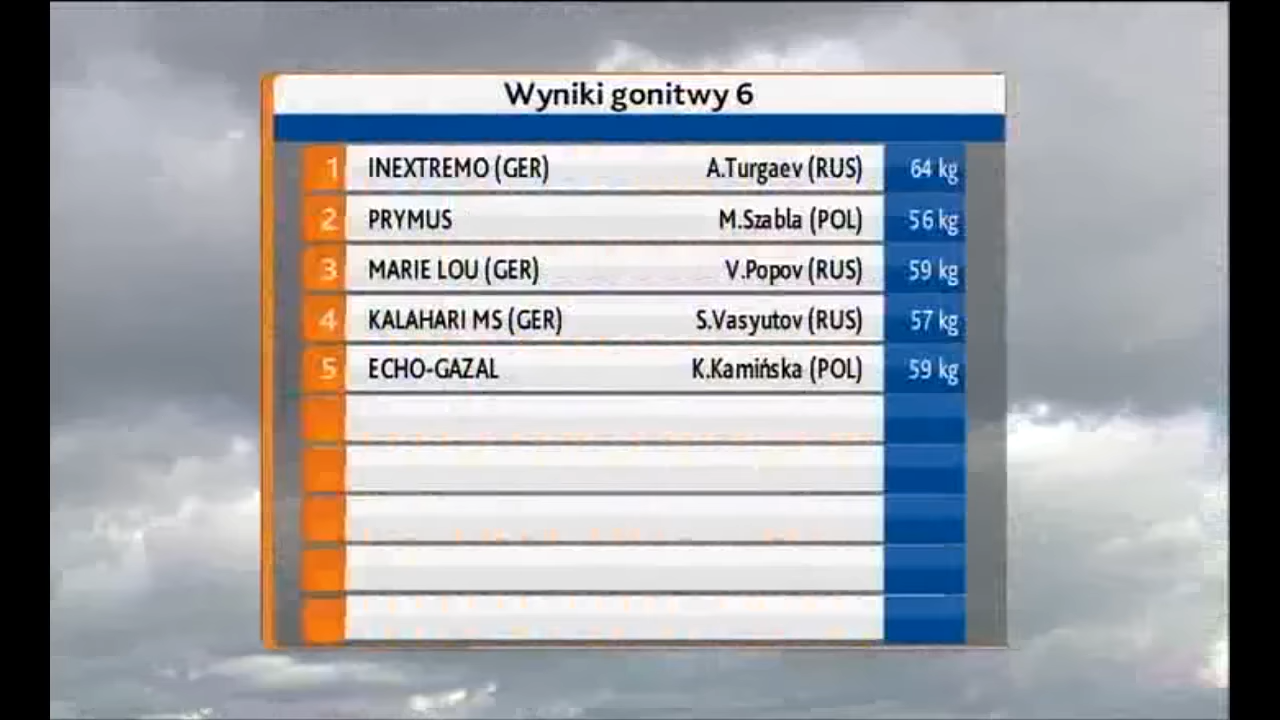 Wyniki gonitwy 6
1 INEXTREMO (GER) A.Turgaev (RUS) 64 kg
2 PRYMUS M.Szabla (POL) 56 kg
3 MARIE LOU (GER) V.Popov (RUS) 59 kg
4 KALAHARI MS (GER) S.Vasyutov (RUS) 57 kg
5 ECHO-GAZAL K.Kamińska (POL) 59 kg